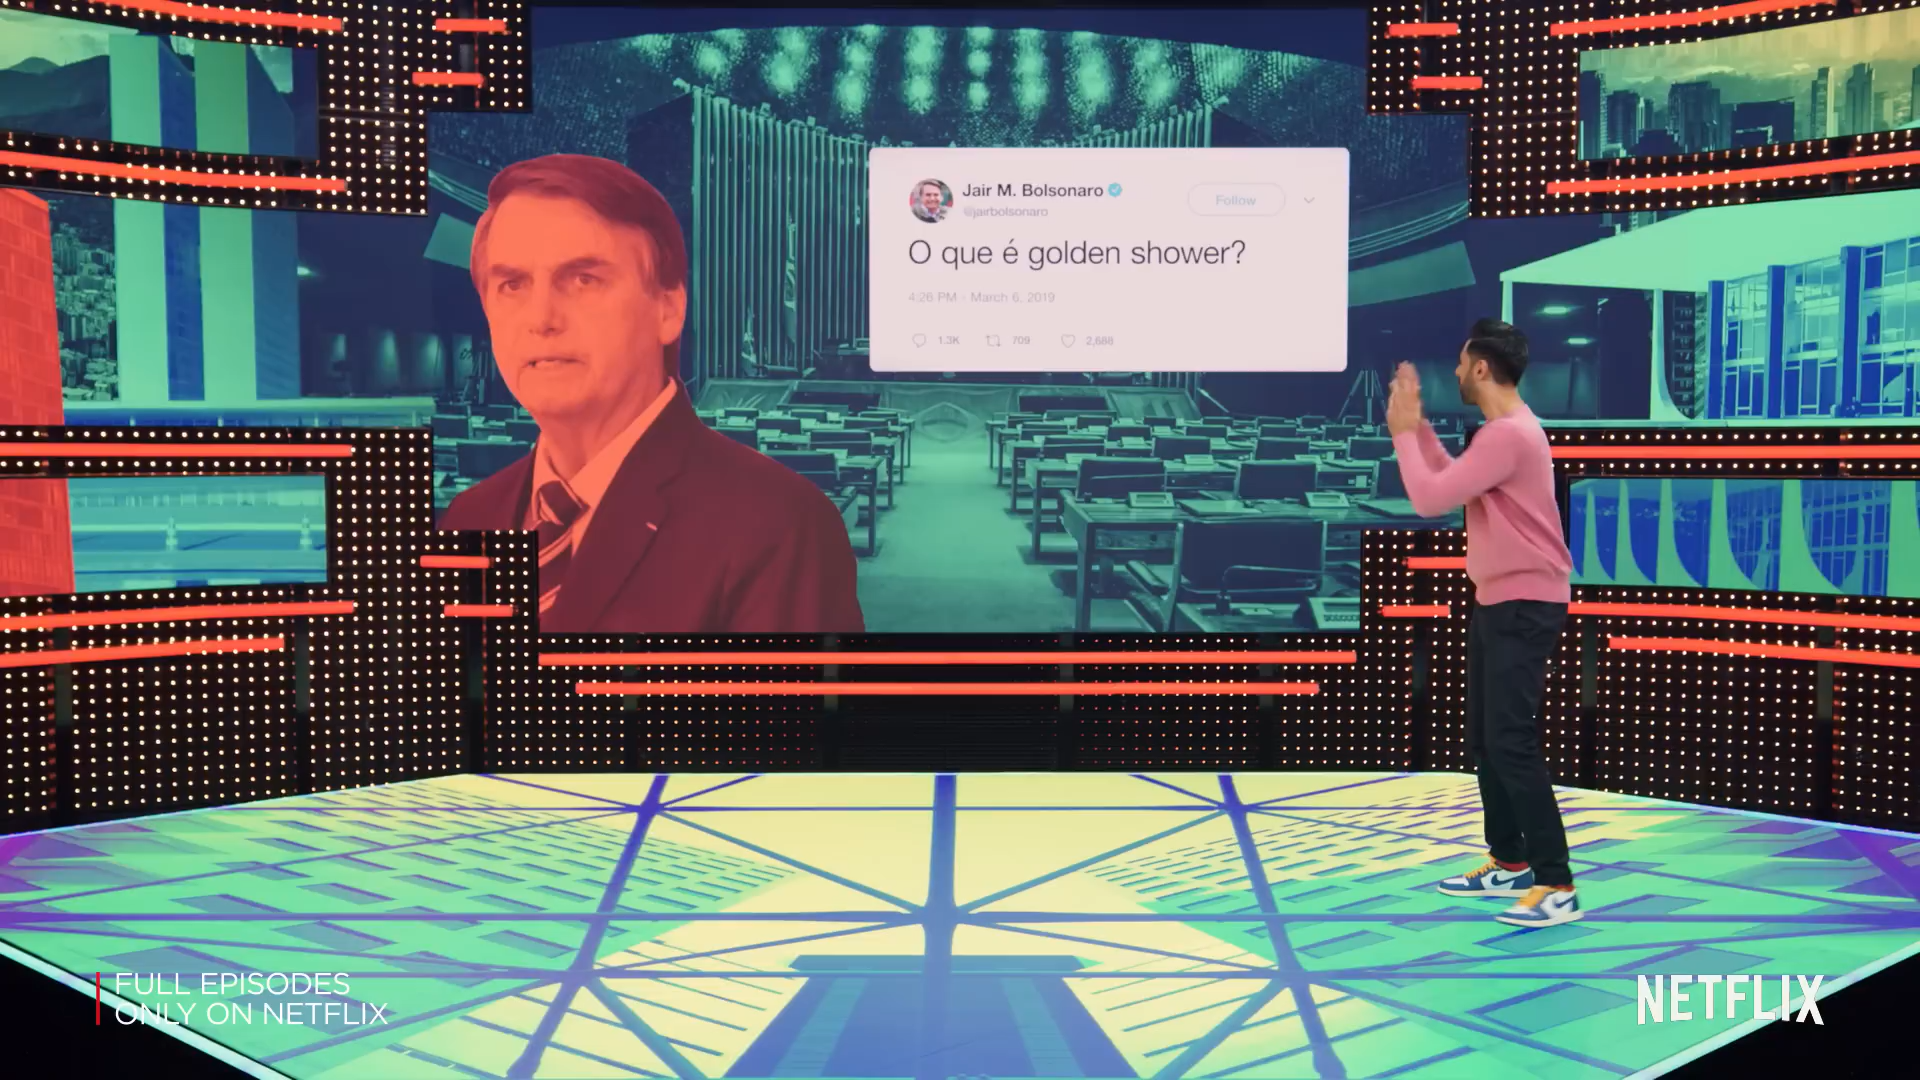 Jair M. Bolsonaro
@jairbolsonaro
Follow
O que é golden shower?
4:26 PM · March 6, 2019
1.3K 709 2,688
FULL EPISODES
ONLY ON NETFLIX
NETFLIX